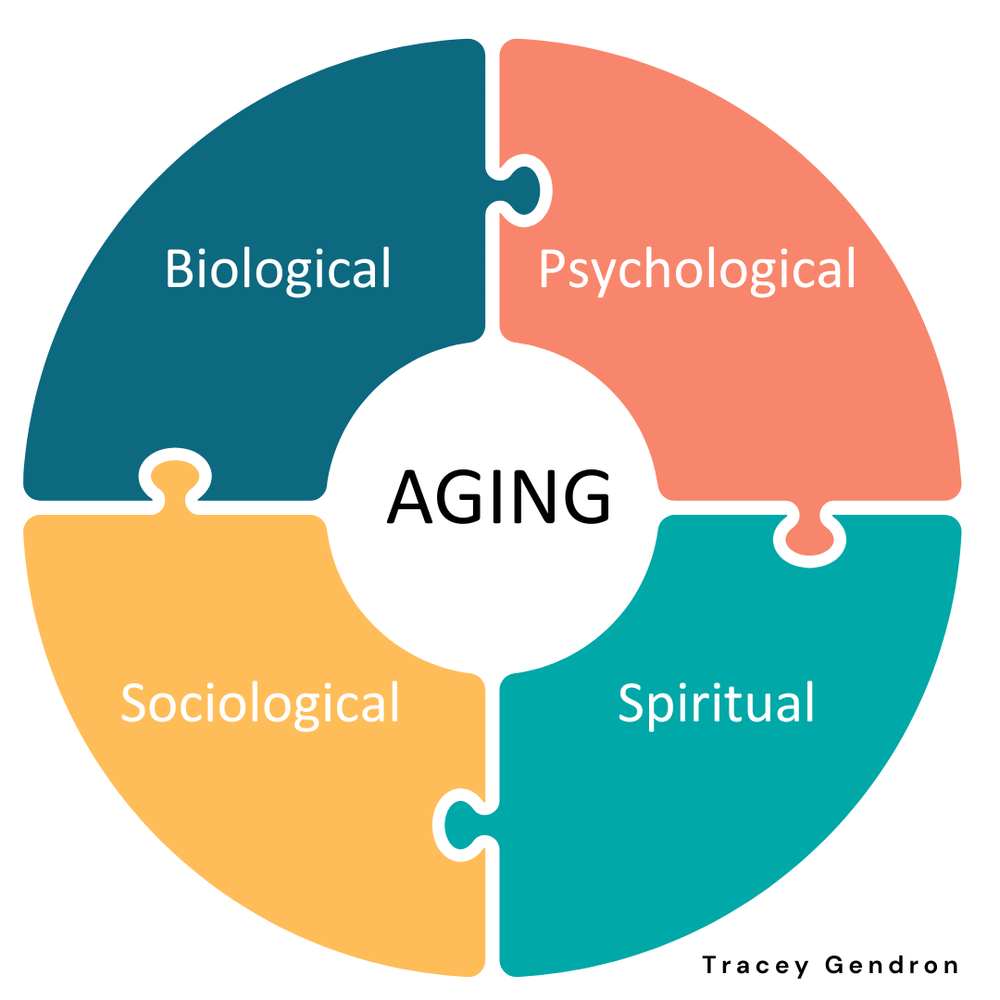 Biological
Psychological
AGING
Sociological
Spiritual
Tracey Gendron